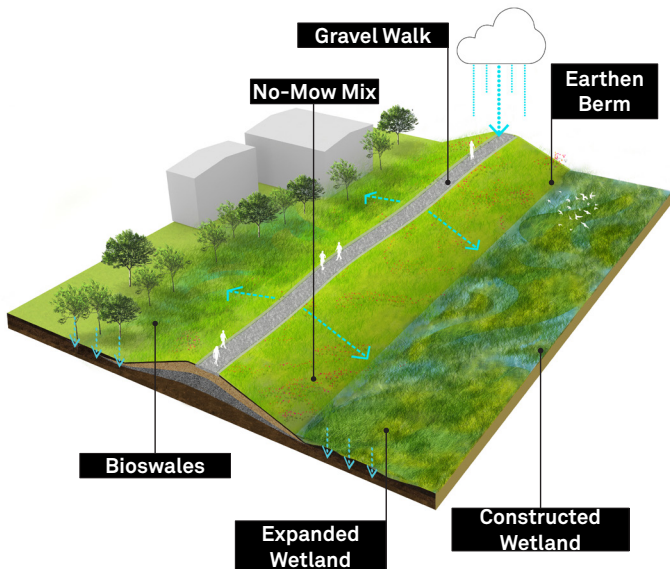 Gravel Walk
Earthen
Berm
No-Mow Mix
Bioswales
Expanded
Wetland
Constructed
Wetland